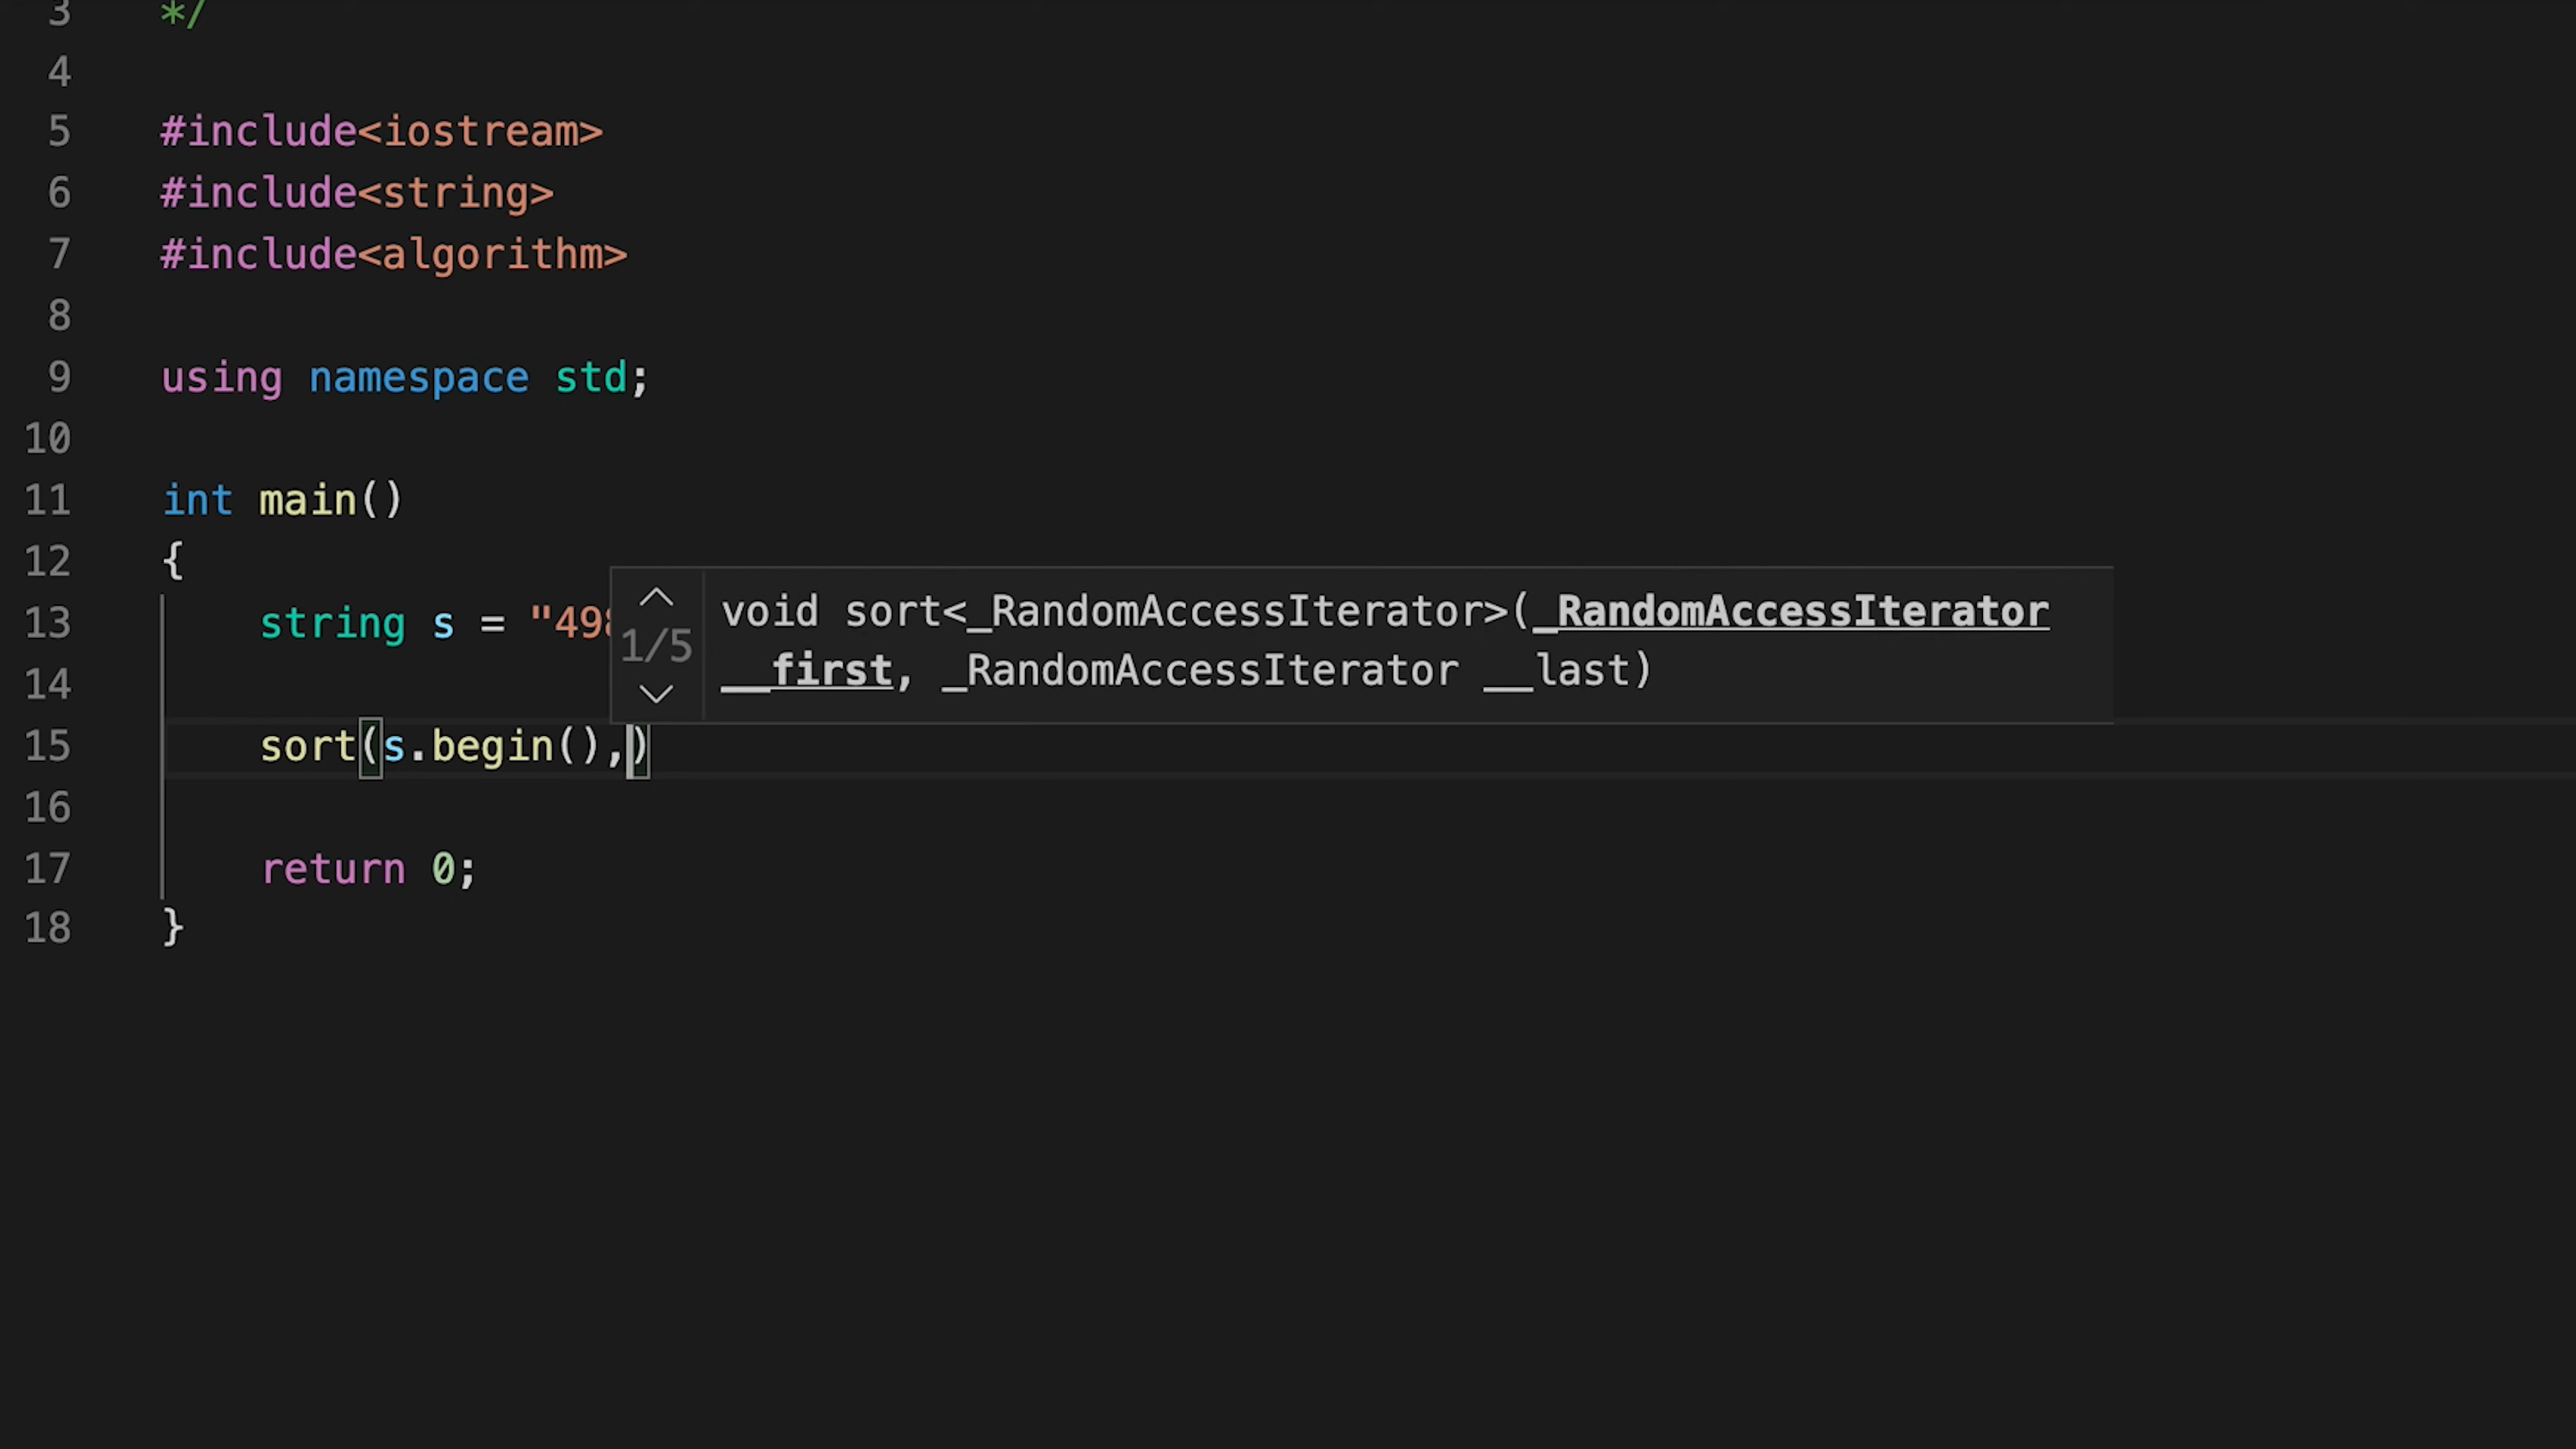 3 */
4
5 #include<iostream>
6 #include<string>
7 #include<algorithm>
8
9 using namespace std;
10
11 int main()
12 {
13 string s = "498
1/5 void sort<_RandomAccessIterator>(_RandomAccessIterator
__first, _RandomAccessIterator __last)
14
15 sort(s.begin(),)
16
17 return 0;
18 }